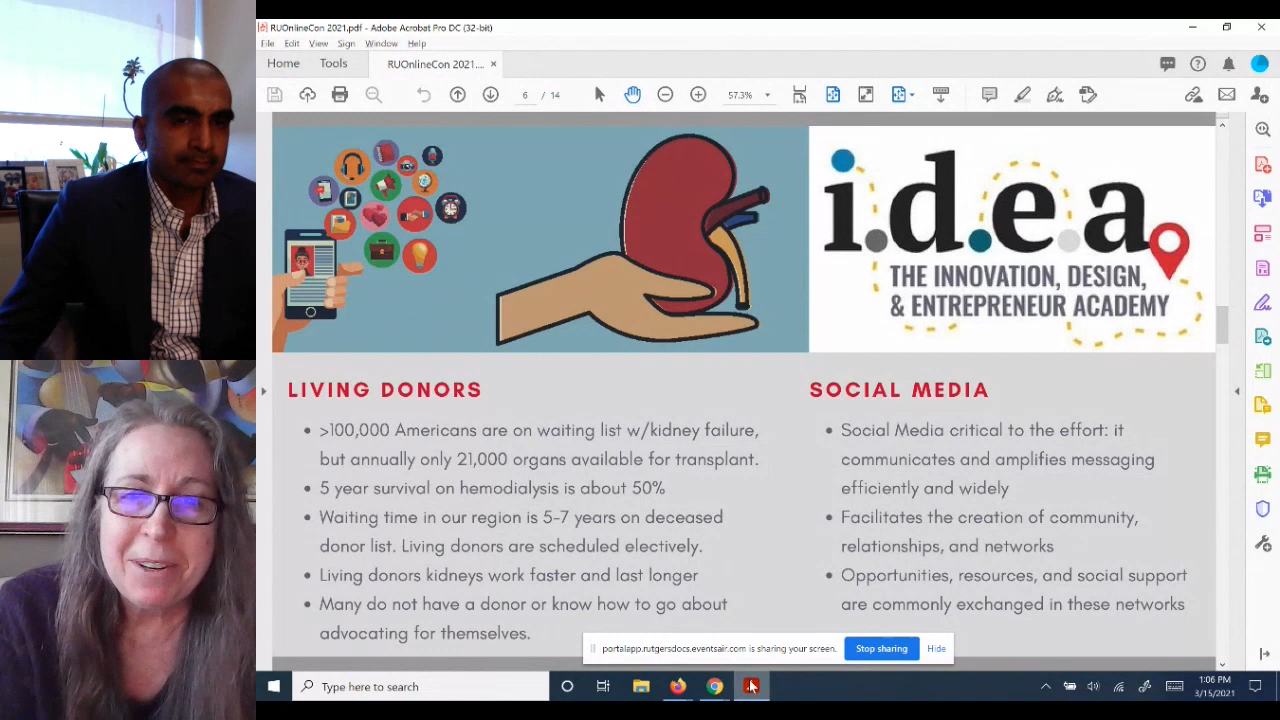 RUOnlineCon 2021.pdf - Adobe Acrobat Pro DC (32-bit)
File Edit View Sign Window Help
Home Tools RUOnlineCon 2021.... ×
6 / 14 57.3%
i.d.e.a.
THE INNOVATION, DESIGN,
& ENTREPRENEUR ACADEMY
LIVING DONORS
• >100,000 Americans are on waiting list w/kidney failure,
but annually only 21,000 organs available for transplant.
• 5 year survival on hemodialysis is about 50%
• Waiting time in our region is 5-7 years on deceased
donor list. Living donors are scheduled electively.
• Living donors kidneys work faster and last longer
• Many do not have a donor or know how to go about
advocating for themselves.
SOCIAL MEDIA
• Social Media critical to the effort: it
communicates and amplifies messaging
efficiently and widely
• Facilitates the creation of community,
relationships, and networks
• Opportunities, resources, and social support
are commonly exchanged in these networks
portalapp.rutgersdocs.eventsair.com is sharing your screen. Stop sharing Hide
Type here to search
1:06 PM
3/15/2021